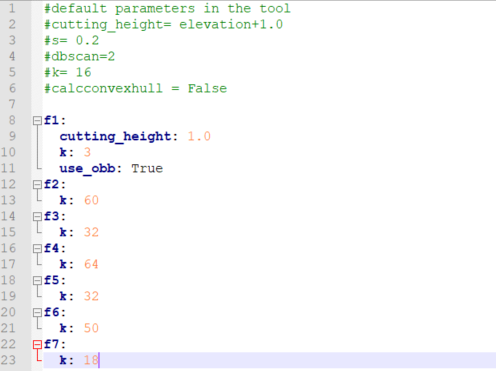 1 #default parameters in the tool
2 #cutting_height= elevation+1.0
3 #s= 0.2
4 #dbscan=2
5 #k= 16
6 #calcconvexhull = False
7
8 f1:
9 cutting_height: 1.0
10 k: 3
11 use_obb: True
12 f2:
13 k: 60
14 f3:
15 k: 32
16 f4:
17 k: 64
18 f5:
19 k: 32
20 f6:
21 k: 50
22 f7:
23 k: 18